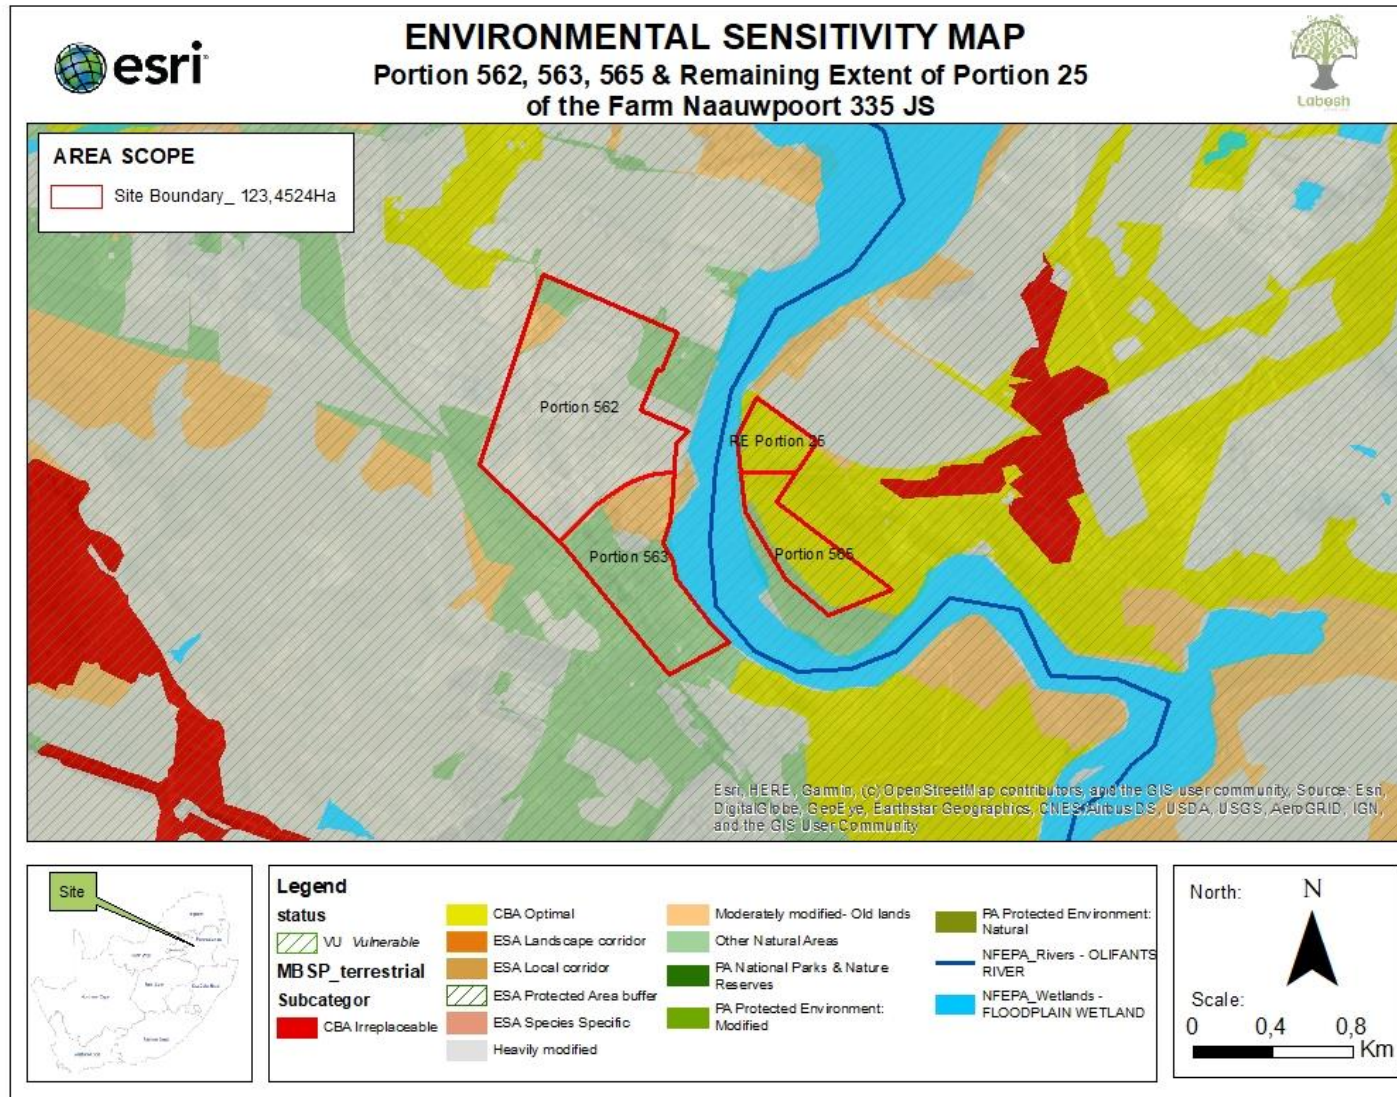 esri
ENVIRONMENTAL SENSITIVITY MAP
Portion 562, 563, 565 & Remaining Extent of Portion 25
of the Farm Naauwpoort 335 JS
Labesh
AREA SCOPE
Site Boundary_ 123,4524Ha
Portion 562
RE Portion 25
Portion 563
Portion 565
Esri, HERE, Garmin, (c) OpenStreetMap contributors, and the GIS user community, Source: Esri,
DigitalGlobe, GeoEye, Earthstar Geographics, CNES/Airbus DS, USDA, USGS, AeroGRID, IGN,
and the GIS User Community
Site
Legend
status
VU Vulnerable
MBSP_terrestrial
Subcategor
CBA Irreplaceable
CBA Optimal
ESA Landscape corridor
ESA Local corridor
ESA Protected Area buffer
ESA Species Specific
Heavily modified
Moderately modified- Old lands
Other Natural Areas
PA National Parks & Nature
Reserves
PA Protected Environment:
Modified
PA Protected Environment:
Natural
NFEPA_Rivers - OLIFANTS
RIVER
NFEPA_Wetlands -
FLOODPLAIN WETLAND
North:
N
Scale:
0 0,4 0,8
Km